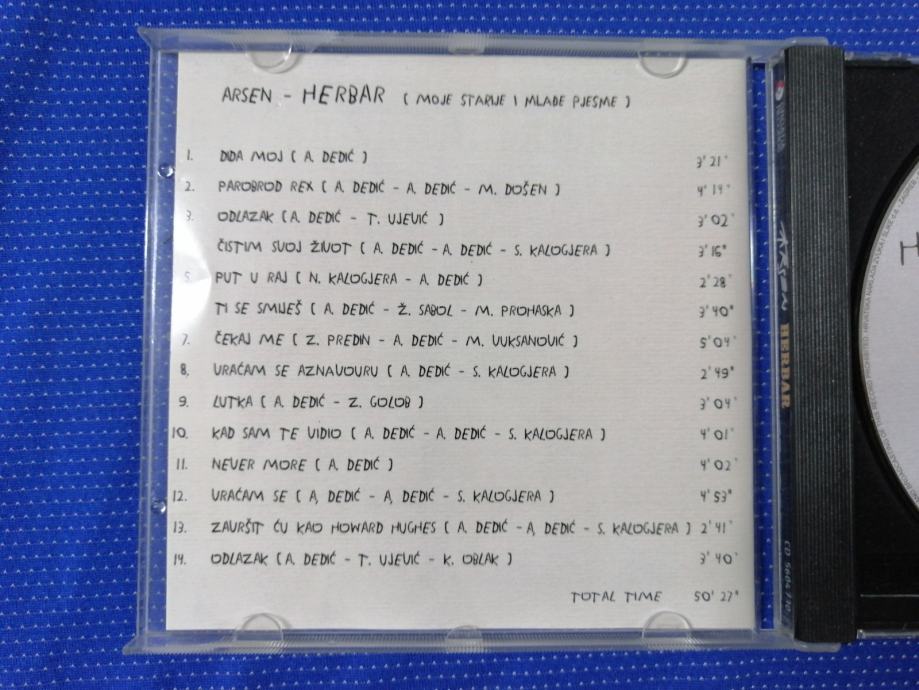 ARSEN - HERBAR ( MOJE STARIJE I MLAĐE PJESME )
1. DIDA MOJ ( A. DEDIĆ ) 3'21"
2. PAROBROD REX ( A. DEDIĆ - A. DEDIĆ - M. DOŠEN ) 4'19"
3. ODLAZAK ( A. DEDIĆ - T. UJEVIĆ ) 3'02"
ČISTIM SVOJ ŽIVOT ( A. DEDIĆ - A. DEDIĆ - S. KALOGJERA ) 3'16"
5. PUT U RAJ ( N. KALOGJERA - A. DEDIĆ ) 2'28"
TI SE SMIJEŠ ( A. DEDIĆ - Ž. SABOL - M. PROHASKA ) 3'40"
7. ČEKAJ ME ( Z. PREDIN - A. DEDIĆ - M. VUKSANOVIĆ ) 5'04"
8. VRAĆAM SE AZNAVOURU ( A. DEDIĆ - S. KALOGJERA ) 2'49"
9. LUTKA ( A. DEDIĆ - Z. GOLOB ) 3'04"
10. KAD SAM TE VIDIO ( A. DEDIĆ - A. DEDIĆ - S. KALOGJERA ) 4'01"
11. NEVER MORE ( A. DEDIĆ ) 4'02"
12. VRAĆAM SE ( A, DEDIĆ - A, DEDIĆ - S. KALOGJERA ) 4'53"
13. ZAVRŠIT ĆU KAO HOWARD HUGHES ( A. DEDIĆ - A, DEDIĆ - S. KALOGJERA ) 2'41"
14. ODLAZAK ( A. DEDIĆ - T. UJEVIĆ - K. OBLAK ) 3'40"
TOTAL TIME 50'27"
ARSEN HERBAR